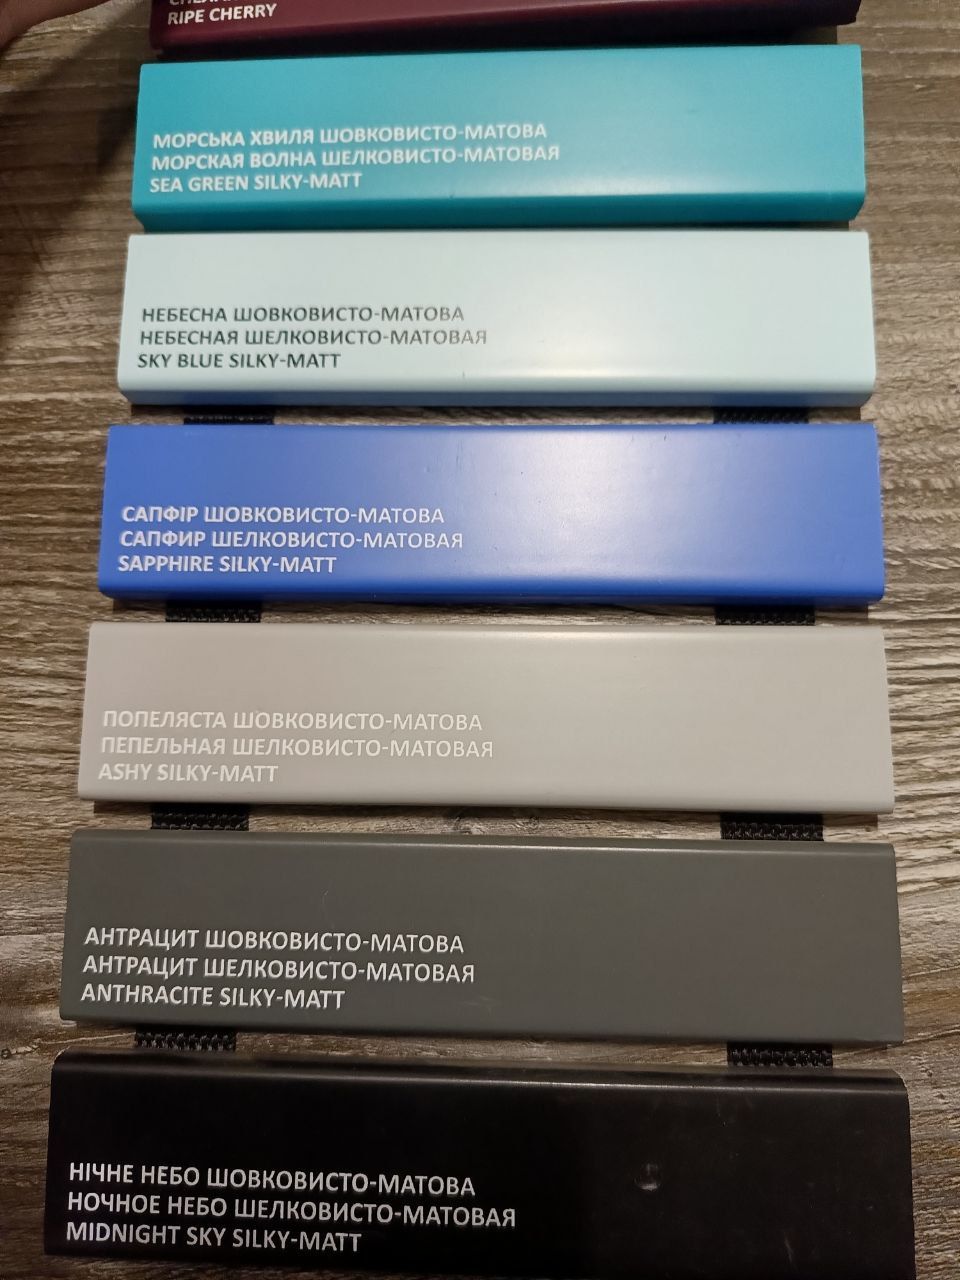 RIPE CHERRY
МОРСЬКА ХВИЛЯ ШОВКОВИСТО-МАТОВА
МОРСКАЯ ВОЛНА ШЕЛКОВИСТО-МАТОВАЯ
SEA GREEN SILKY-MATT
НЕБЕСНА ШОВКОВИСТО-МАТОВА
НЕБЕСНАЯ ШЕЛКОВИСТО-МАТОВАЯ
SKY BLUE SILKY-MATT
САПФІР ШОВКОВИСТО-МАТОВА
САПФИР ШЕЛКОВИСТО-МАТОВАЯ
SAPPHIRE SILKY-MATT
ПОПЕЛЯСТА ШОВКОВИСТО-МАТОВА
ПЕПЕЛЬНАЯ ШЕЛКОВИСТО-МАТОВАЯ
ASHY SILKY-MATT
АНТРАЦИТ ШОВКОВИСТО-МАТОВА
АНТРАЦИТ ШЕЛКОВИСТО-МАТОВАЯ
ANTHRACITE SILKY-MATT
НІЧНЕ НЕБО ШОВКОВИСТО-МАТОВА
НОЧНОЕ НЕБО ШЕЛКОВИСТО-МАТОВАЯ
MIDNIGHT SKY SILKY-MATT